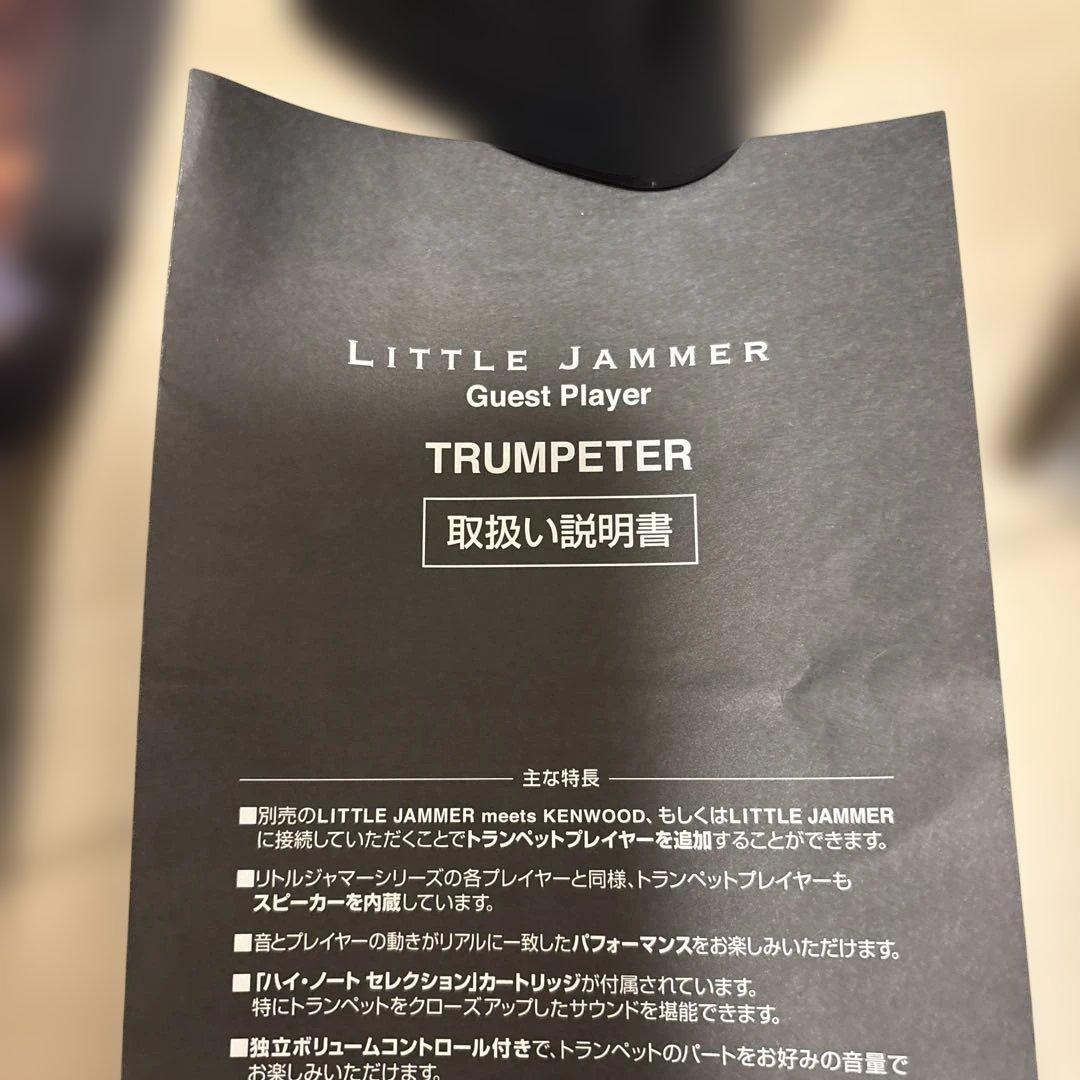 LITTLE JAMMER
Guest Player
TRUMPETER
取扱い説明書
主な特長
■別売のLITTLE JAMMER meets KENWOOD、もしくはLITTLE JAMMER
に接続していただくことでトランペットプレイヤーを追加することができます。
■リトルジャマーシリーズの各プレイヤーと同様、トランペットプレイヤーも
スピーカーを内蔵しています。
■音とプレイヤーの動きがリアルに一致したパフォーマンスをお楽しみいただけます。
■「ハイ・ノート セレクション」カートリッジが付属されています。
特にトランペットをクローズアップしたサウンドを堪能できます。
■独立ボリュームコントロール付きで、トランペットのパートをお好みの音量で
お楽しみいただけます。